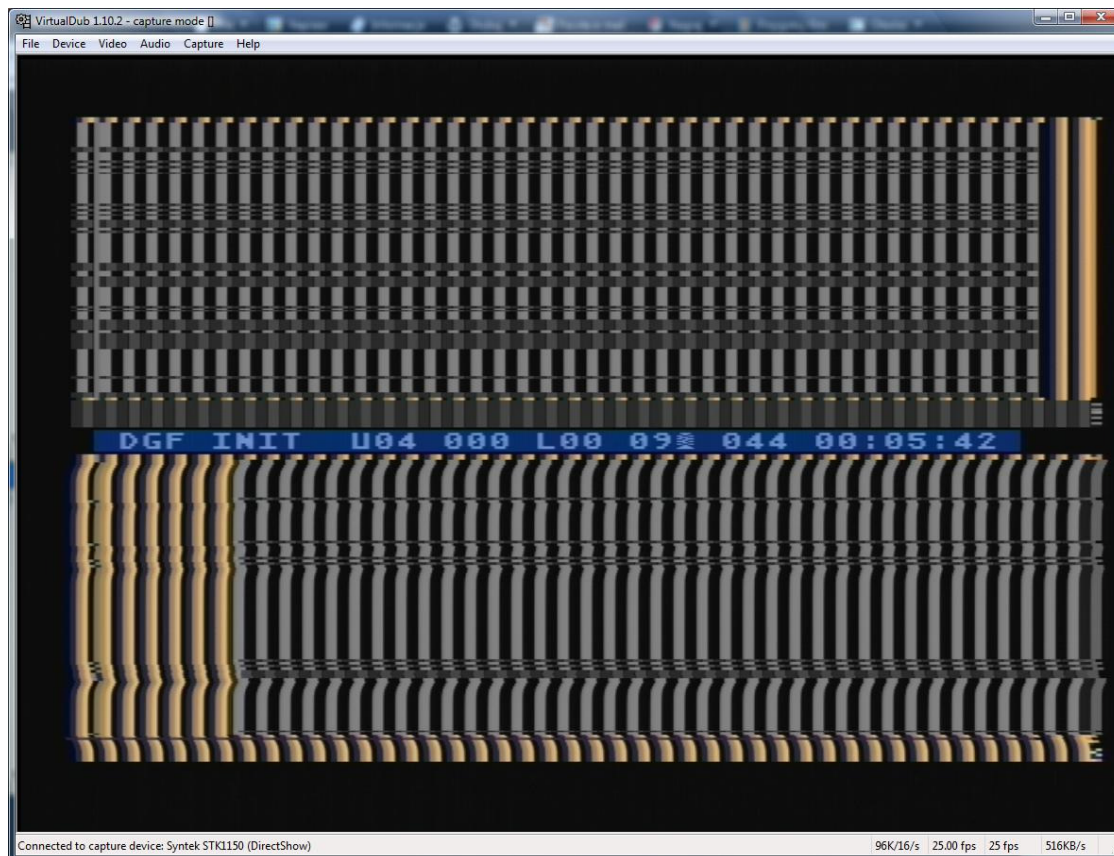 VirtualDub 1.10.2 - capture mode []
File Device Video Audio Capture Help
DGF INIT U04 000 L00 09 044 00:05:42
Connected to capture device: Syntek STK1150 (DirectShow) 96K/16/s 25.00 fps 25 fps 516KB/s